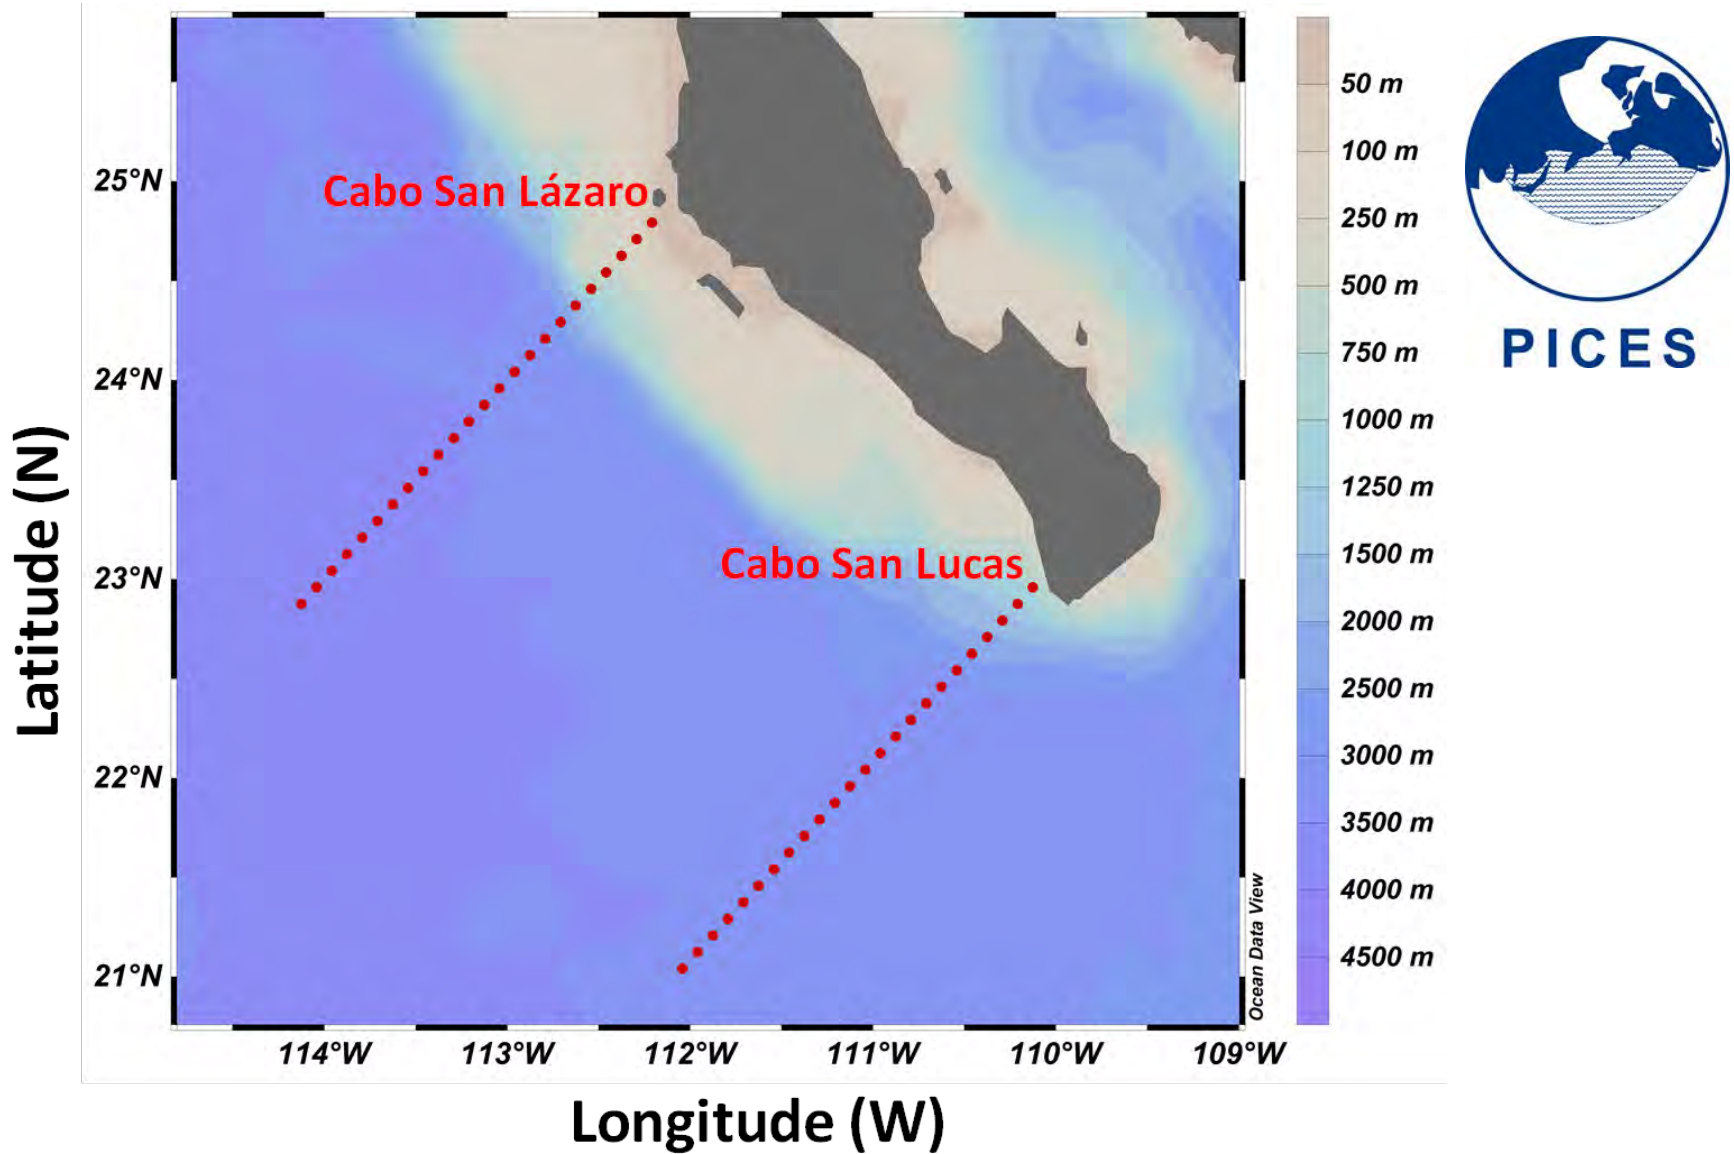 50 m
100 m
25°N
Cabo San Lázaro
250 m
500 m
PICES
750 m
24°N
1000 m
Latitude (N)
1250 m
1500 m
Cabo San Lucas
23°N
2000 m
2500 m
3000 m
22°N
3500 m
4000 m
Ocean Data View
4500 m
21°N
114°W 113°W 112°W 111°W 110°W 109°W
Longitude (W)